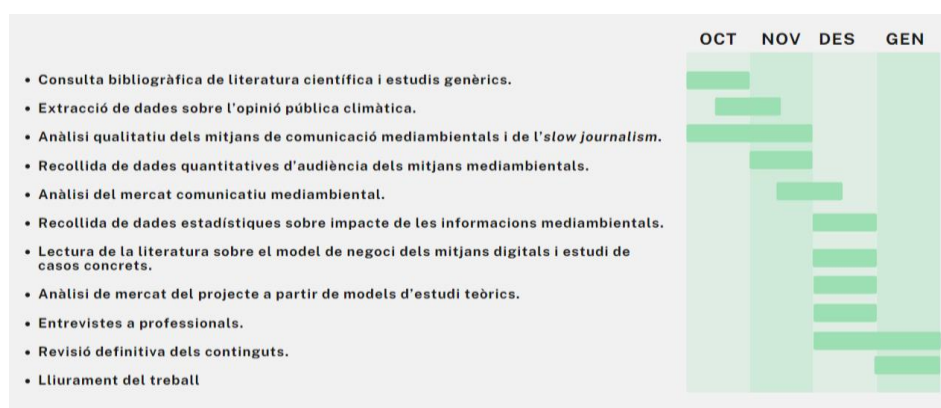 OCT NOV DES GEN
• Consulta bibliogràfica de literatura científica i estudis genèrics.
• Extracció de dades sobre l'opinió pública climàtica.
• Anàlisi qualitatiu dels mitjans de comunicació mediambientals i de l'slow journalism.
• Recollida de dades quantitatives d'audiència dels mitjans mediambientals.
• Anàlisi del mercat comunicatiu mediambiental.
• Recollida de dades estadístiques sobre impacte de les informacions mediambientals.
• Lectura de la literatura sobre el model de negoci dels mitjans digitals i estudi de
casos concrets.
• Anàlisi de mercat del projecte a partir de models d'estudi teòrics.
• Entrevistes a professionals.
• Revisió definitiva dels continguts.
• Lliurament del treball